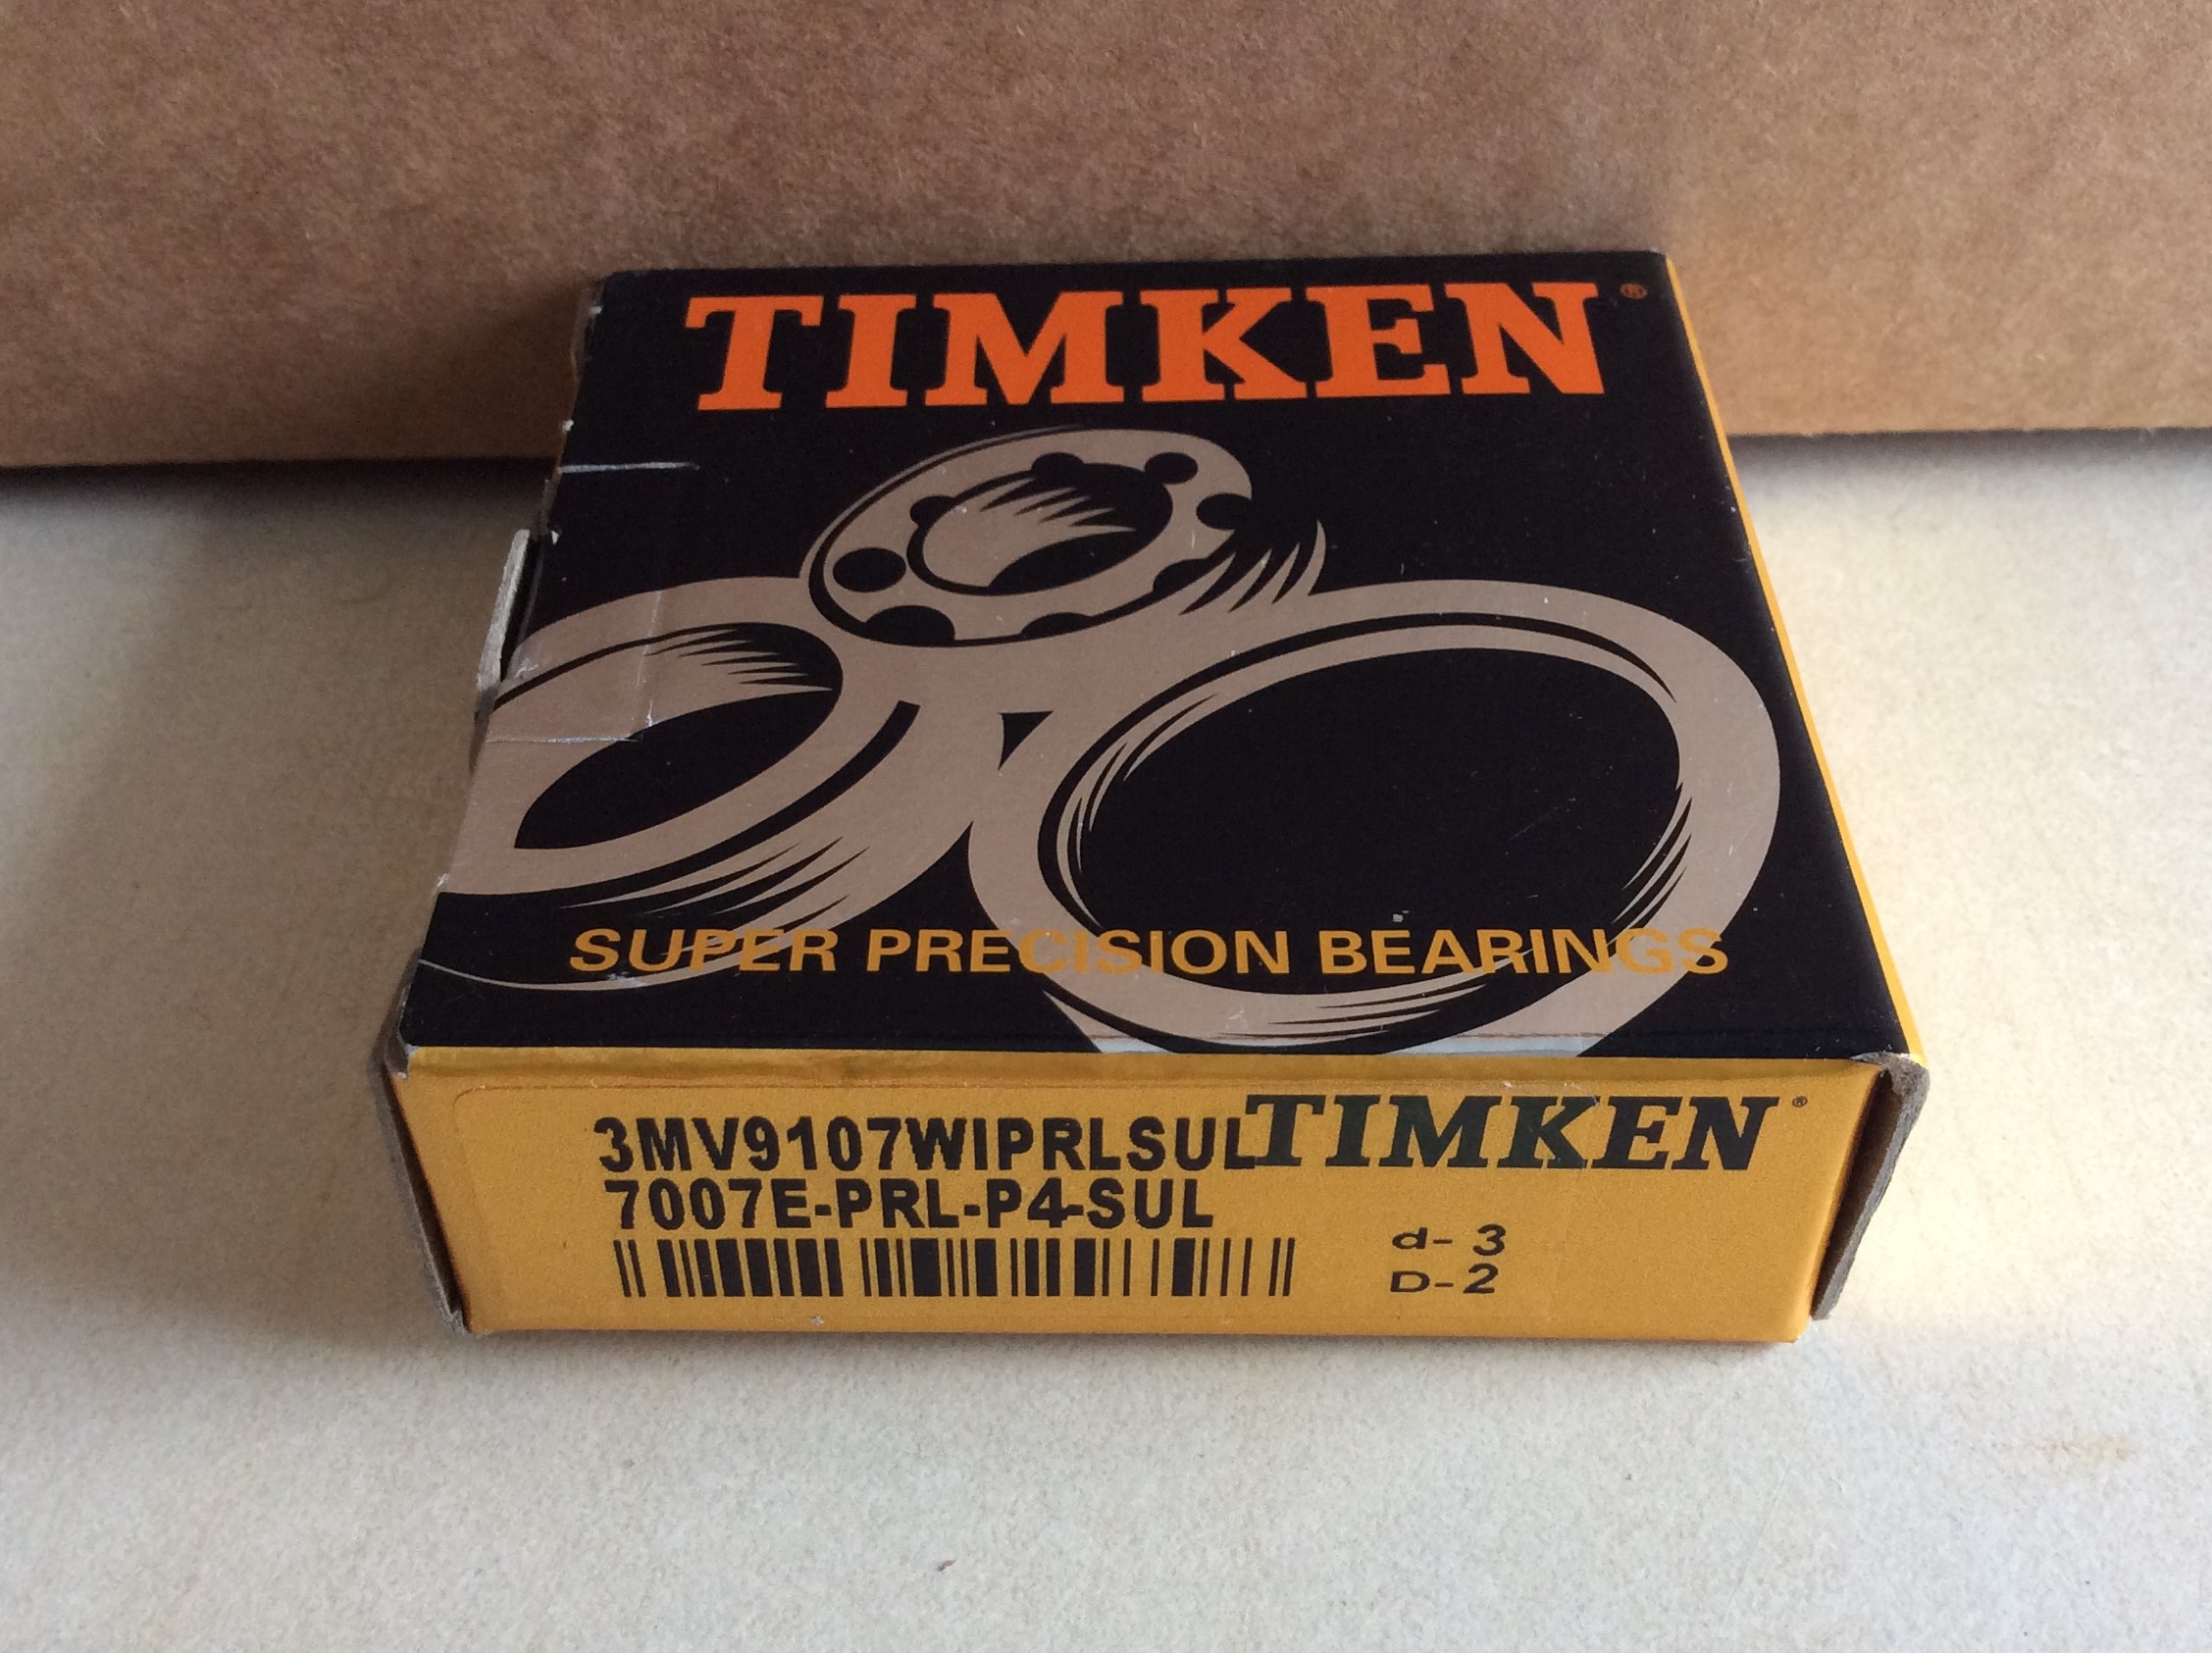 TIMKEN®
SUPER PRECISION BEARINGS
3MV9107WIPRLSUL TIMKEN®
7007E-PRL-P4-SUL
d- 3
D- 2